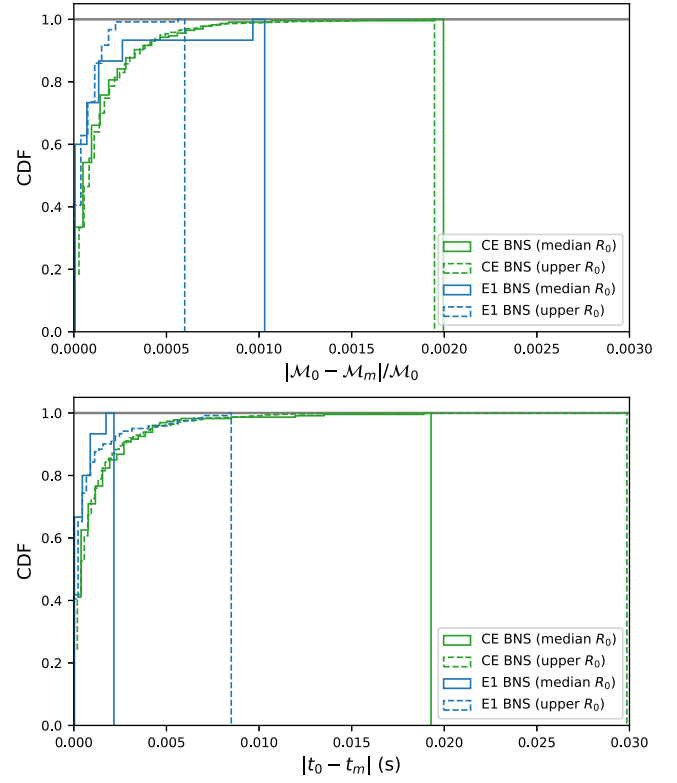 1.0
0.8
0.6
0.4
0.2
0.0
CDF
CE BNS (median R₀)
CE BNS (upper R₀)
E1 BNS (median R₀)
E1 BNS (upper R₀)
0.0000 0.0005 0.0010 0.0015 0.0020 0.0025 0.0030
|ℳ₀ − ℳₘ|/ℳ₀
1.0
0.8
0.6
0.4
0.2
0.0
CDF
CE BNS (median R₀)
CE BNS (upper R₀)
E1 BNS (median R₀)
E1 BNS (upper R₀)
0.000 0.005 0.010 0.015 0.020 0.025 0.030
|t₀ − tₘ| (s)